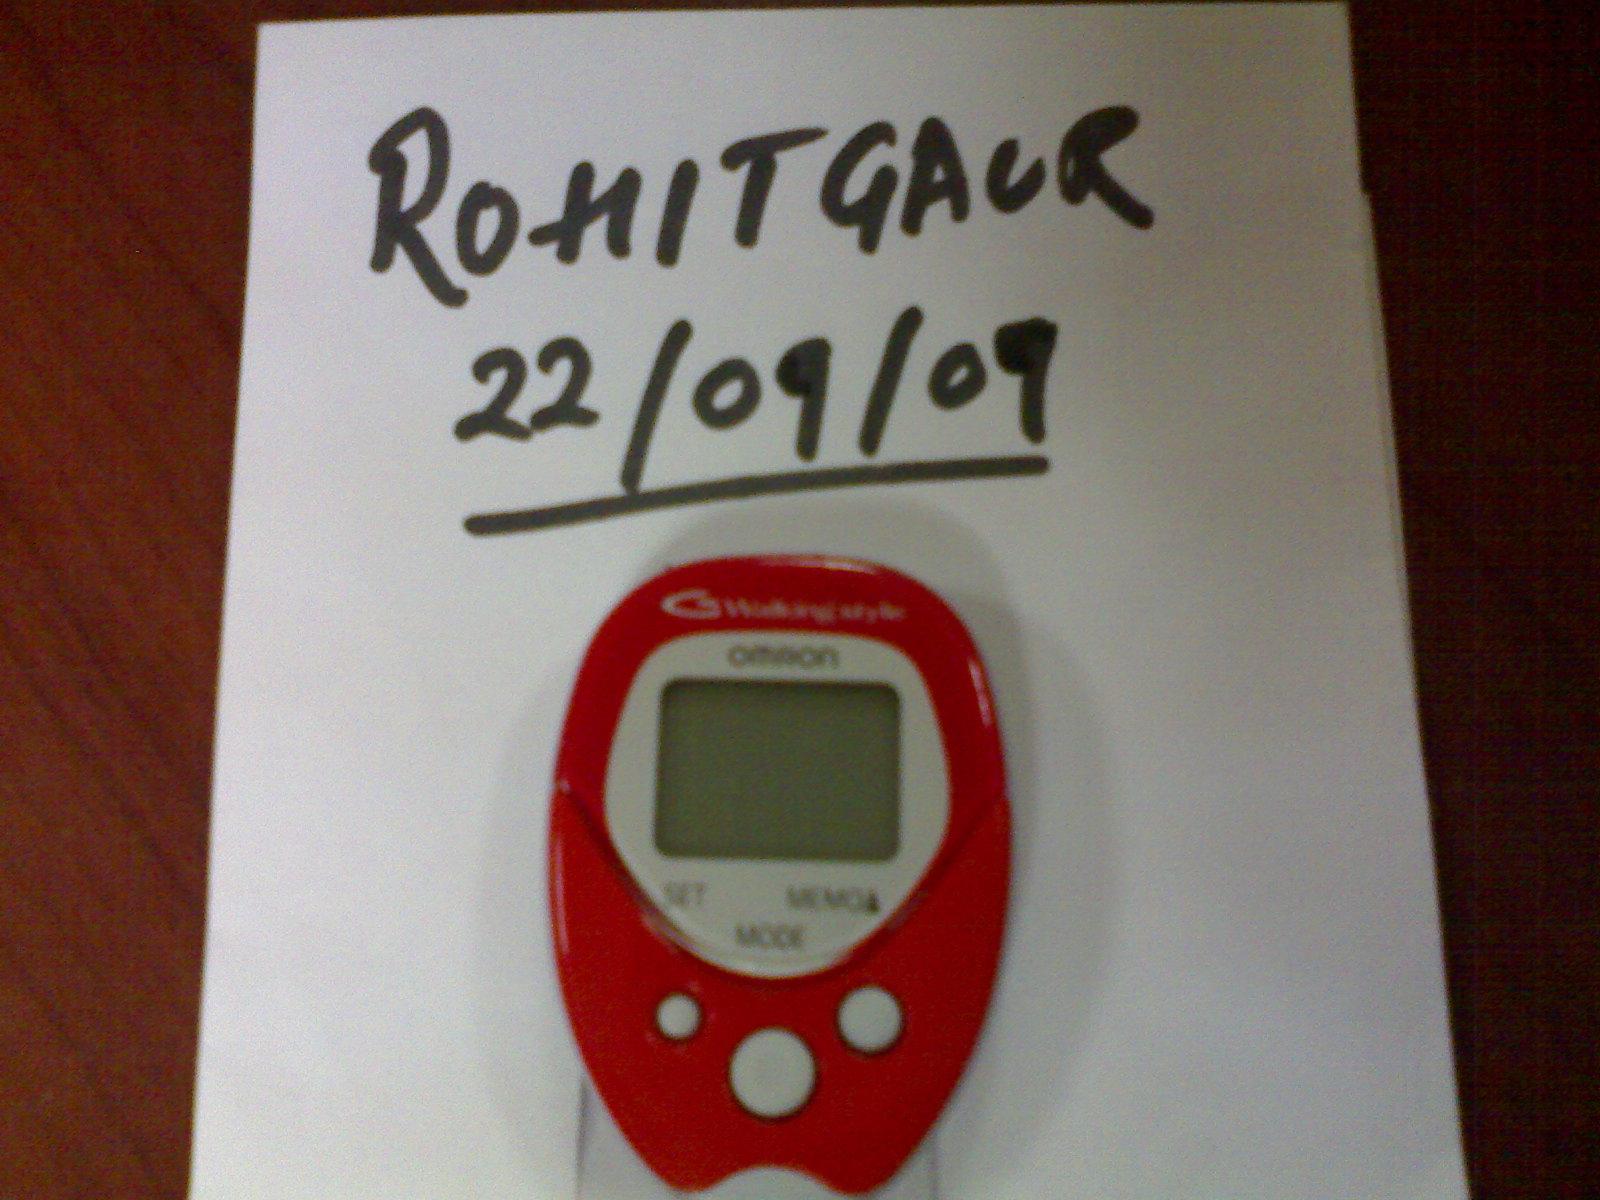 ROHITGAUR
22/09/09
Walking style
OMRON
SET MEMO▲
MODE